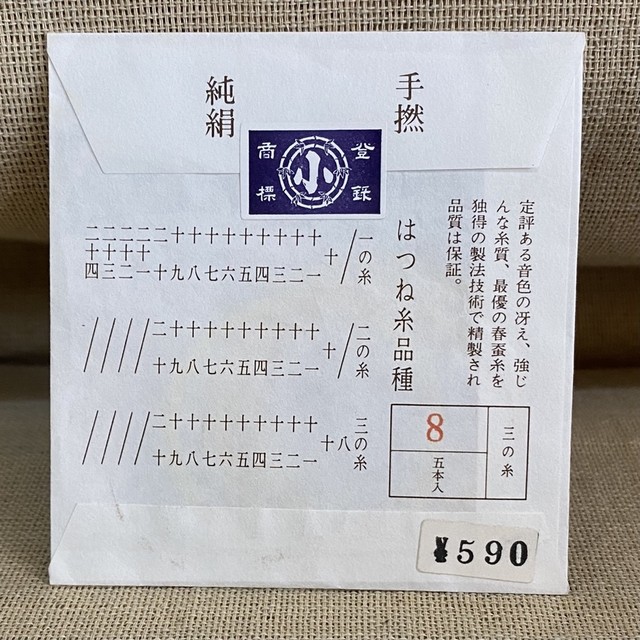 手撚
純絹
登録
小
商標
定評ある音色の冴え、強じ
んな糸質、最優の春蚕糸を
独得の製法技術で精製され
品質は保証。
はつね糸品種
一の糸 / 十 十一 十二 十三 十四 十五 十六 十七 十八 十九 二十 二十一 二十二 二十三 二十四
二の糸 / 十 十一 十二 十三 十四 十五 十六 十七 十八 十九 二十 / / / /
三の糸 八 十 十一 十二 十三 十四 十五 十六 十七 十八 十九 二十 / / / /
三の糸
8
五本入
¥590